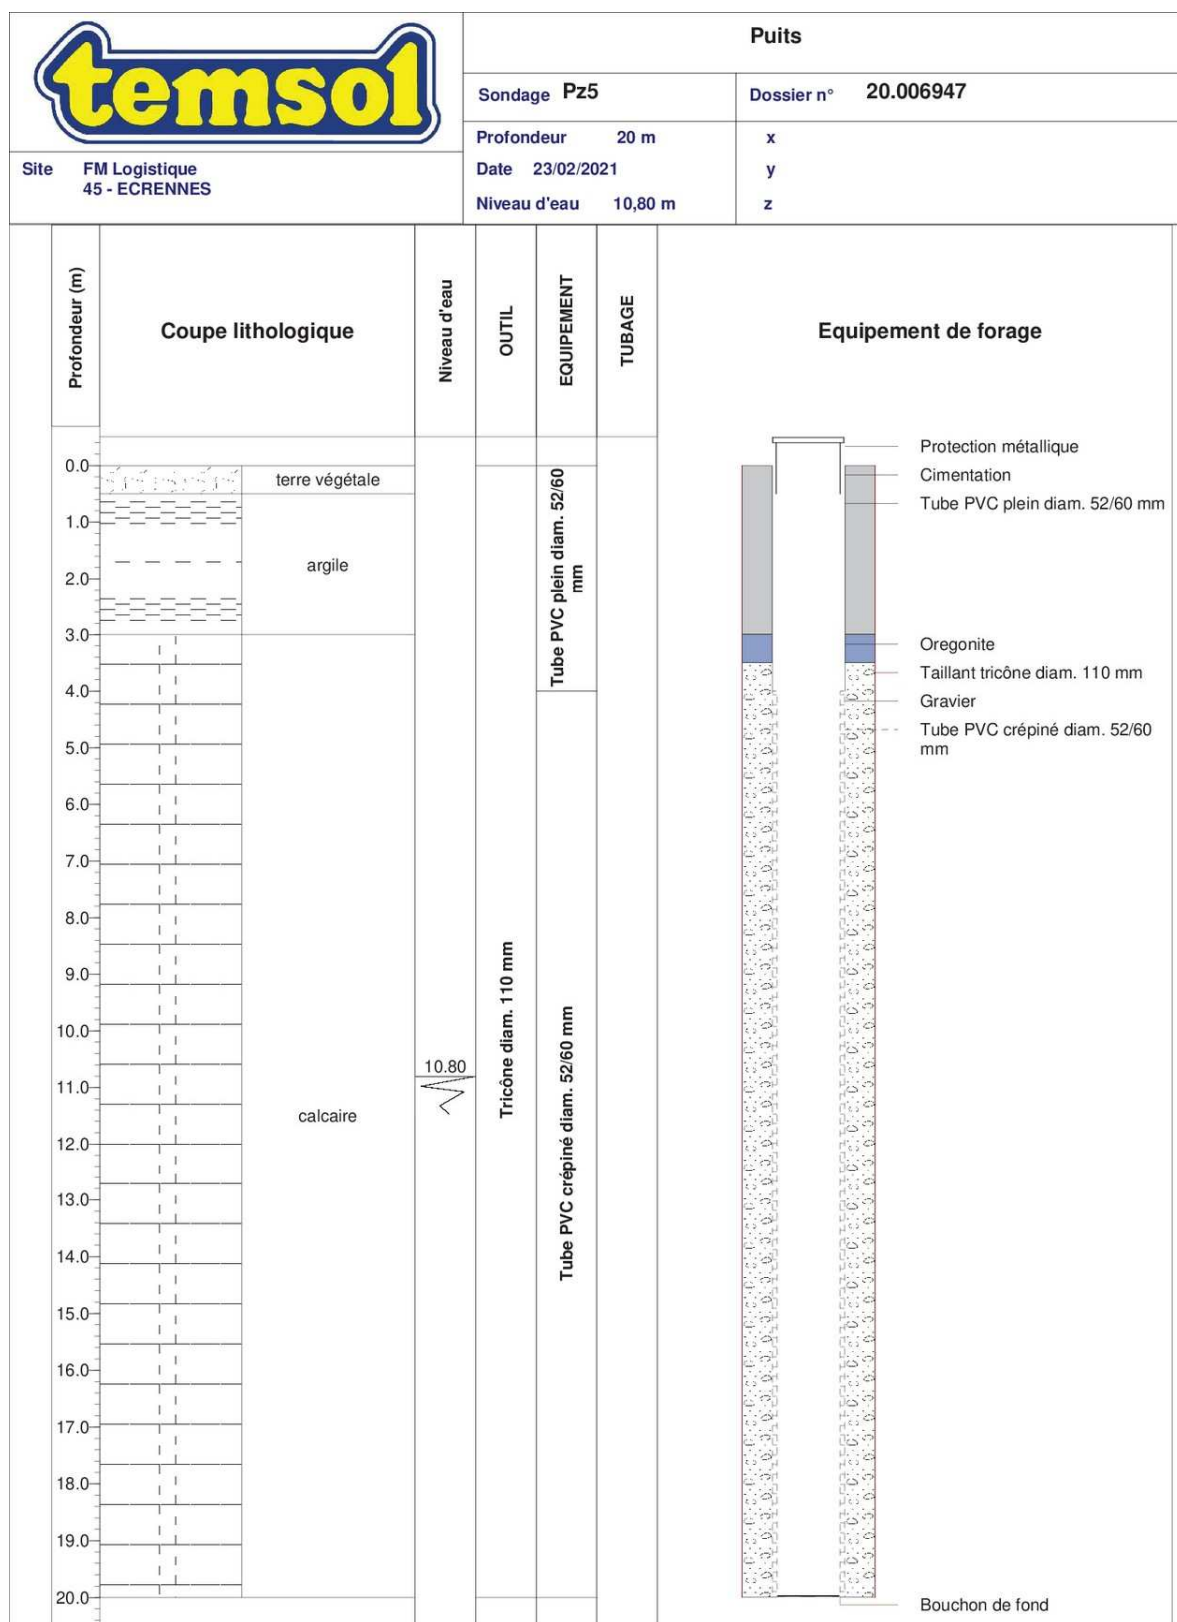 temsol
Puits
Sondage Pz5
Dossier n° 20.006947
Profondeur 20 m
x
Site FM Logistique
45 - ECRENNES
Date 23/02/2021
y
Niveau d'eau 10,80 m
z
Profondeur (m)
Coupe lithologique
Niveau d'eau
OUTIL
EQUIPEMENT
TUBAGE
Equipement de forage
0.0
1.0
2.0
3.0
4.0
5.0
6.0
7.0
8.0
9.0
10.0
11.0
12.0
13.0
14.0
15.0
16.0
17.0
18.0
19.0
20.0
terre végétale
argile
calcaire
10.80
Tricône diam. 110 mm
Tube PVC plein diam. 52/60
mm
Tube PVC crépiné diam. 52/60 mm
Protection métallique
Cimentation
Tube PVC plein diam. 52/60 mm
Oregonite
Taillant tricône diam. 110 mm
Gravier
Tube PVC crépiné diam. 52/60
mm
Bouchon de fond